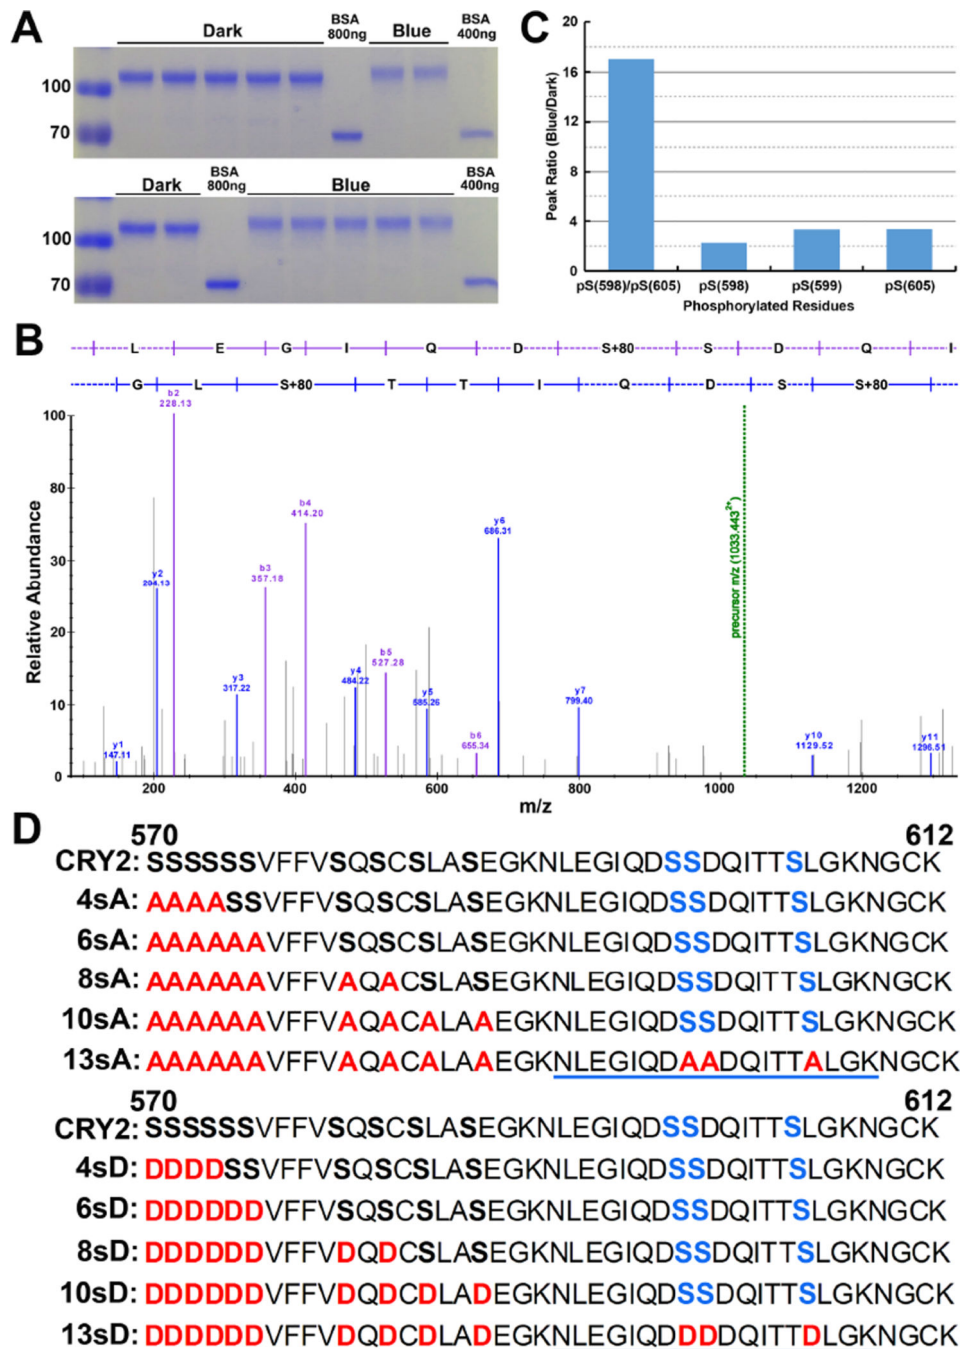 A
Dark
BSA 800ng
Blue
BSA 400ng
100
70
Dark
BSA 800ng
Blue
BSA 400ng
100
70
C
Peak Ratio (Blue/Dark)
20
16
12
8
4
0
pS(598)/pS(605) pS(598) pS(599) pS(605)
Phosphorylated Residues
B
L E G I Q D S+80 S D Q I
G L S+80 T T I Q D S S+80
Relative Abundance
100
80
30
20
10
0
b2
228.13
b4
414.20
y6
686.31
y2
204.13
b3
357.18
b5
527.28
y4
484.22
y3
317.22
y5
585.26
y7
799.40
b6
655.34
y1
147.11
y10
1129.52
y11
1296.51
precursor m/z (1033.443²⁺)
200 400 600 800 1000 1200
m/z
D
570 612
CRY2: SSSSSSVFFVSQSCSLASEGKNLEGIQDSSDQITTSLGKNGCK
4sA: AAAASSVFFVSQSCSLASEGKNLEGIQDSSDQITTSLGKNGCK
6sA: AAAAAAVFFVSQSCSLASEGKNLEGIQDSSDQITTSLGKNGCK
8sA: AAAAAAVFFVAQACSLASEGKNLEGIQDSSDQITTSLGKNGCK
10sA: AAAAAAVFFVAQACALAAEGKNLEGIQDSSDQITTSLGKNGCK
13sA: AAAAAAVFFVAQACALAAEGKNLEGIQDAADQITTALGKNGCK
570 612
CRY2: SSSSSSVFFVSQSCSLASEGKNLEGIQDSSDQITTSLGKNGCK
4sD: DDDDSSVFFVSQSCSLASEGKNLEGIQDSSDQITTSLGKNGCK
6sD: DDDDDDVFFVSQSCSLASEGKNLEGIQDSSDQITTSLGKNGCK
8sD: DDDDDDVFFVDQDCSLASEGKNLEGIQDSSDQITTSLGKNGCK
10sD: DDDDDDVFFVDQDCDLADEGKNLEGIQDSSDQITTSLGKNGCK
13sD: DDDDDDVFFVDQDCDLADEGKNLEGIQDDDDQITTDLGKNGCK